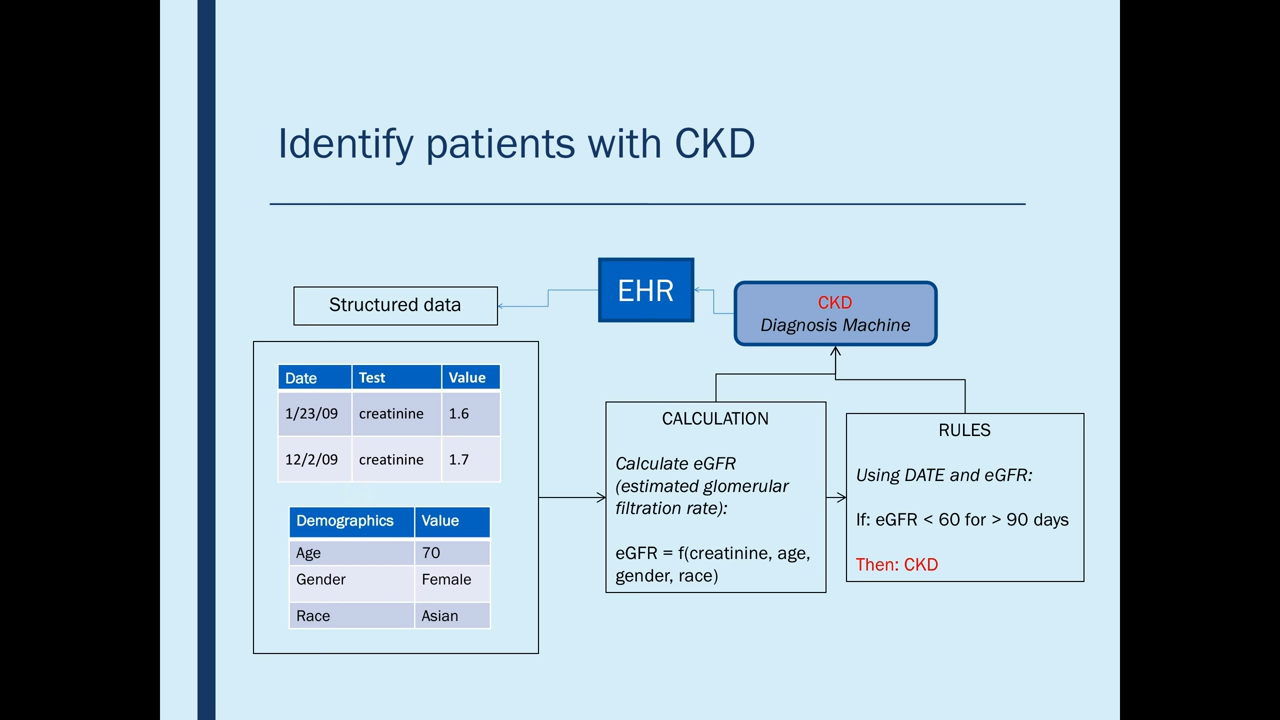 Identify patients with CKD
EHR
Structured data
CKD
Diagnosis Machine
Date Test Value
1/23/09 creatinine 1.6
12/2/09 creatinine 1.7
Demographics Value
Age 70
Gender Female
Race Asian
CALCULATION
Calculate eGFR
(estimated glomerular
filtration rate):
eGFR = f(creatinine, age,
gender, race)
RULES
Using DATE and eGFR:
If: eGFR < 60 for > 90 days
Then: CKD